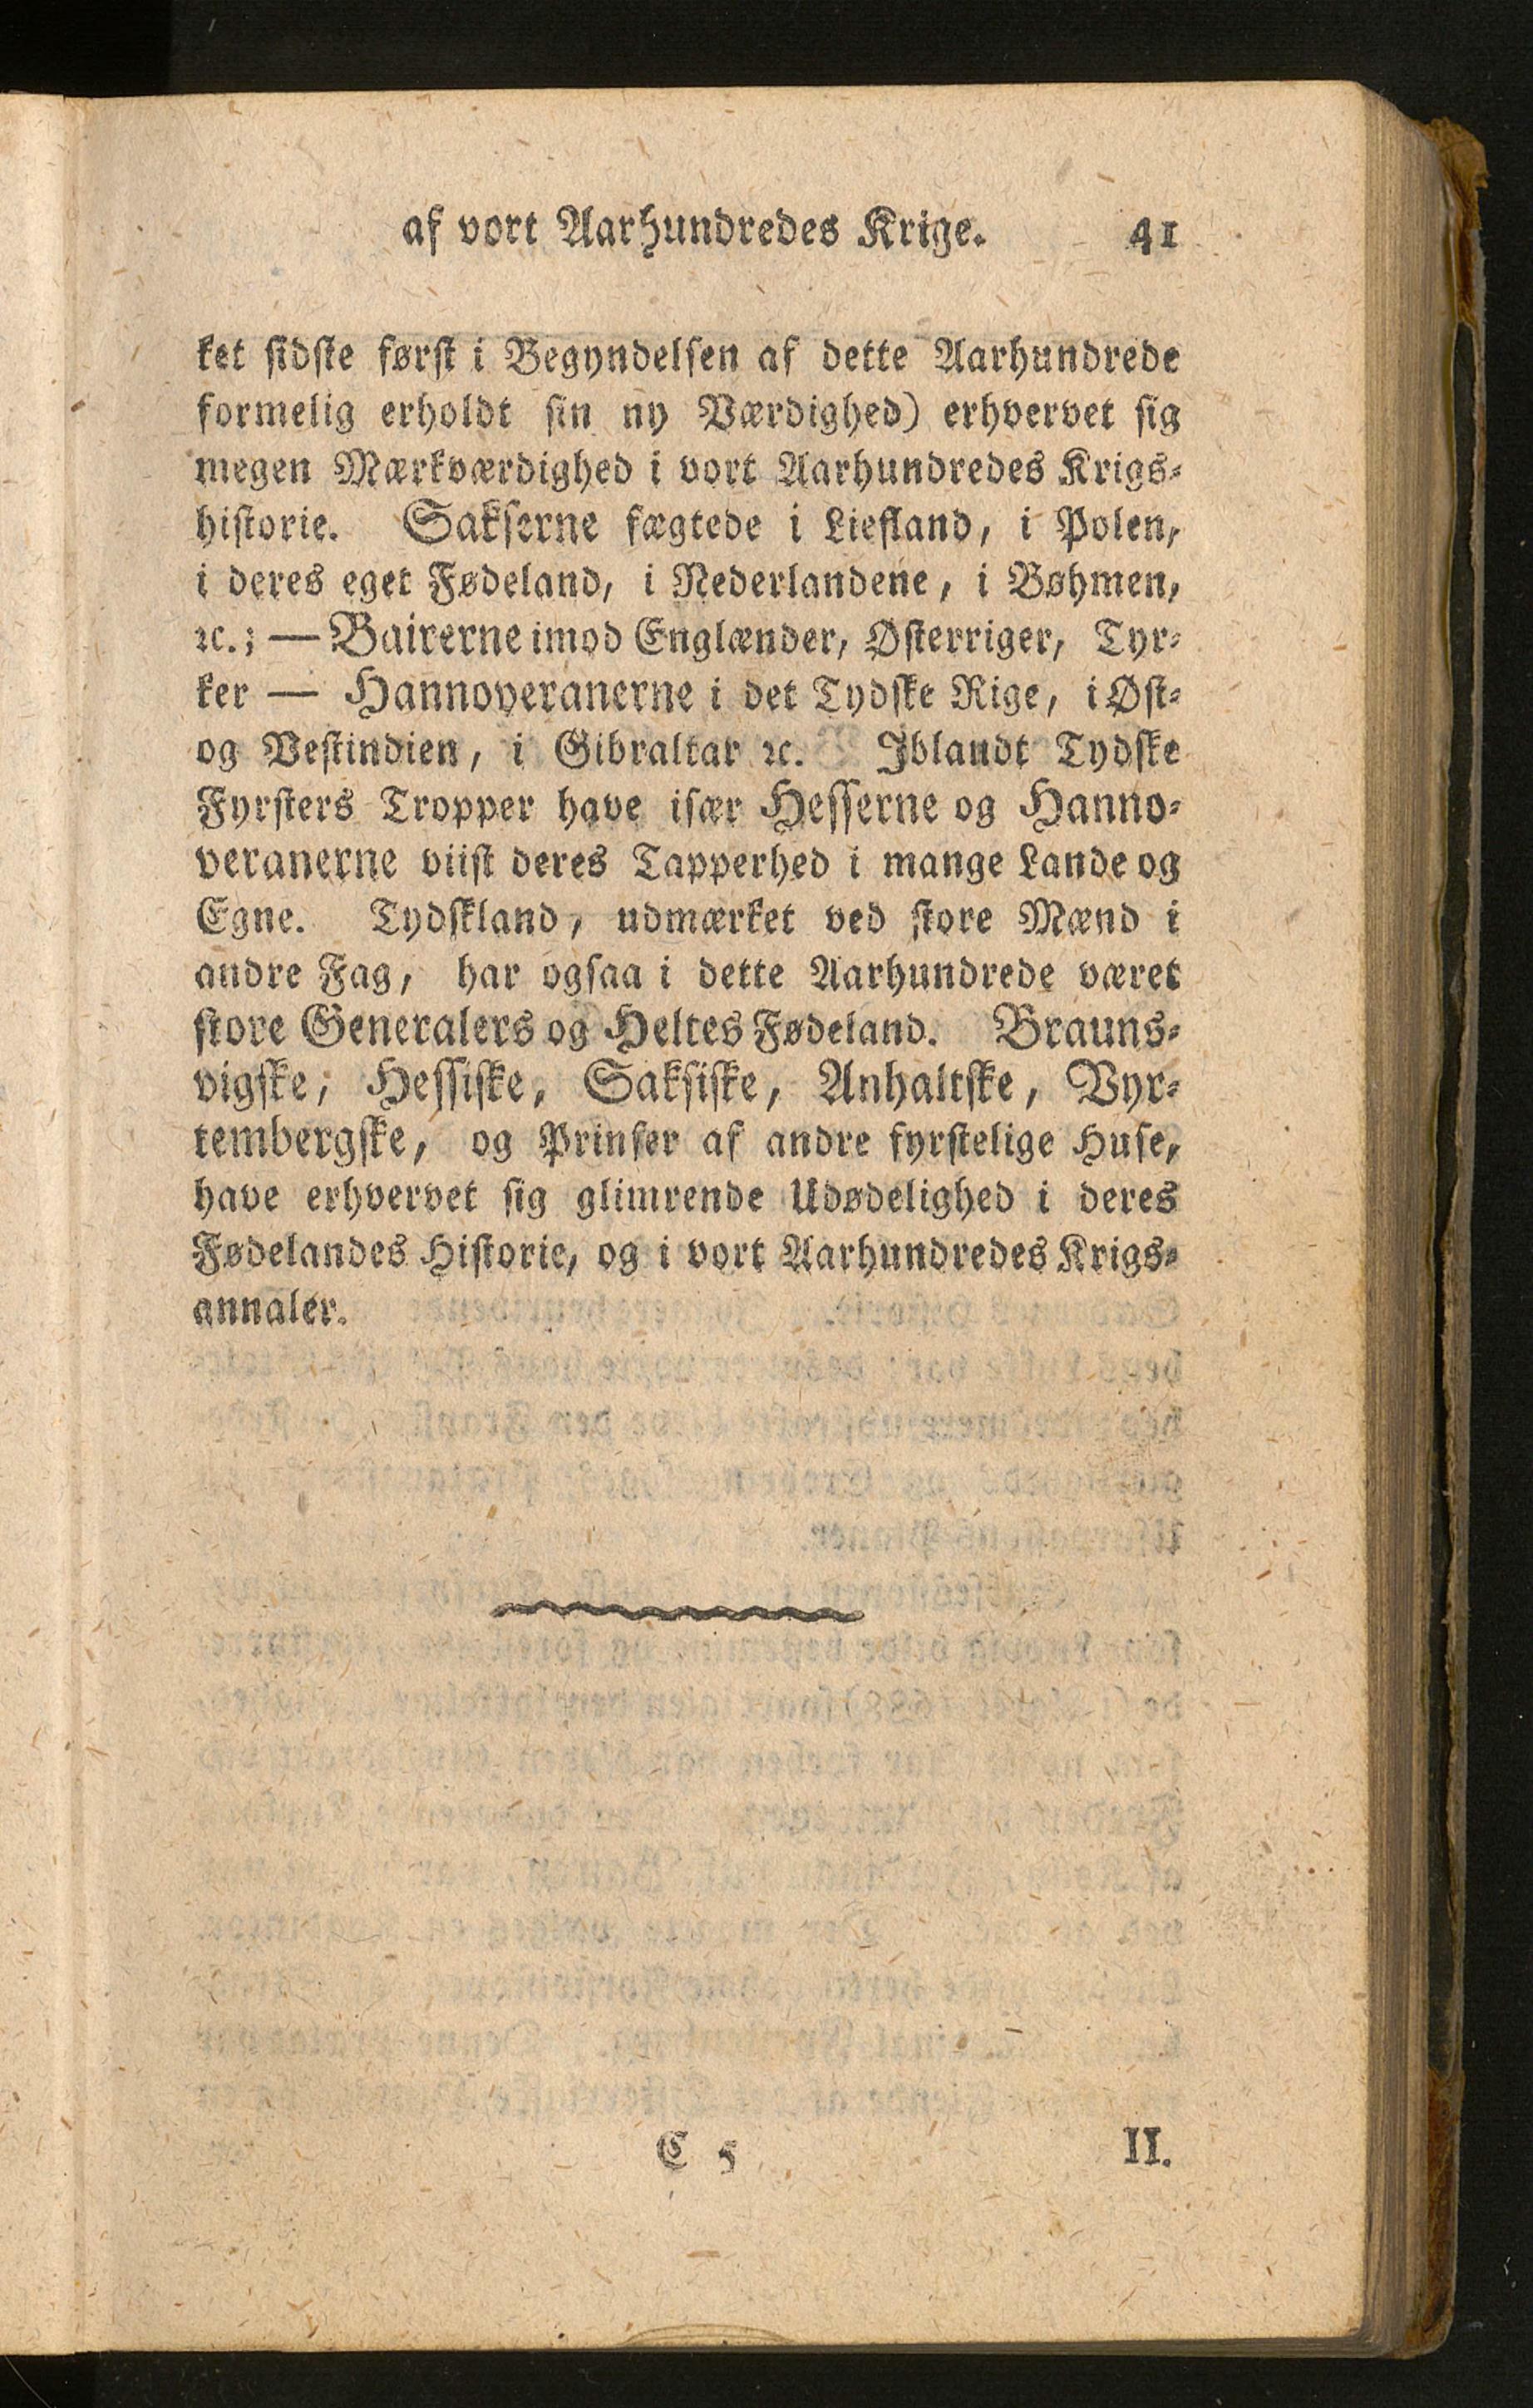 af vort Aarhundredes Krige. 41
ket sidste først i Begyndelsen af dette Aarhundrede
formelig erholdt sin ny Værdighed) erhvervet sig
megen Mærkværdighed i vort Aarhundredes Krigs-
historie. Sakserne fægtede i Liefland, i Polen,
i deres eget Fødeland, i Nederlandene, i Bøhmen,
ꝛc.; — Bairerne imod Englænder, Østerriger, Tyr-
ker — Hannoveranerne i det Tydske Rige, i Øst-
og Vestindien, i Gibraltar ꝛc. Iblandt Tydske
Fyrsters Tropper have især Hesserne og Hanno-
veranerne viist deres Tapperhed i mange Lande og
Egne. Tydskland, udmærket ved store Mænd i
andre Fag, har ogsaa i dette Aarhundrede været
store Generalers og Heltes Fødeland. Brauns-
vigske, Hessiske, Saksiske, Anhaltske, Vyr-
tembergske, og Prinser af andre fyrstelige Huse,
have erhvervet sig glimrende Udødelighed i deres
Fødelandes Historie, og i vort Aarhundredes Krigs-
annaler.
C 5 II.